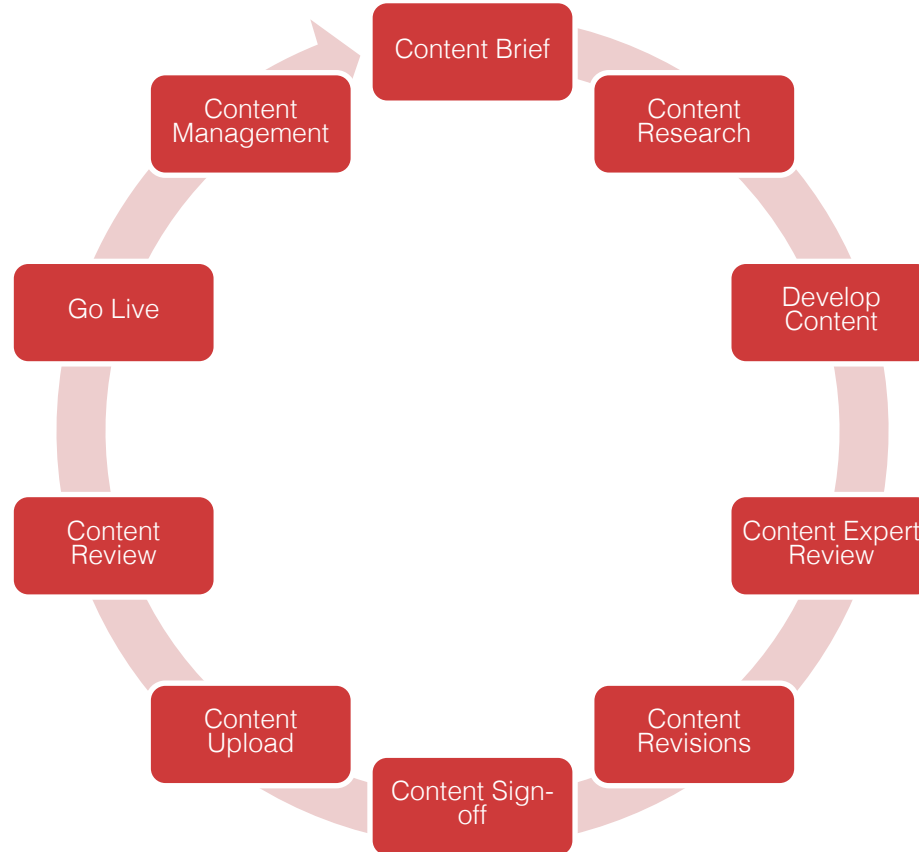 Content Brief
Content
Research
Develop
Content
Content Expert
Review
Content
Revisions
Content Sign-
off
Content
Upload
Content
Review
Go Live
Content
Management